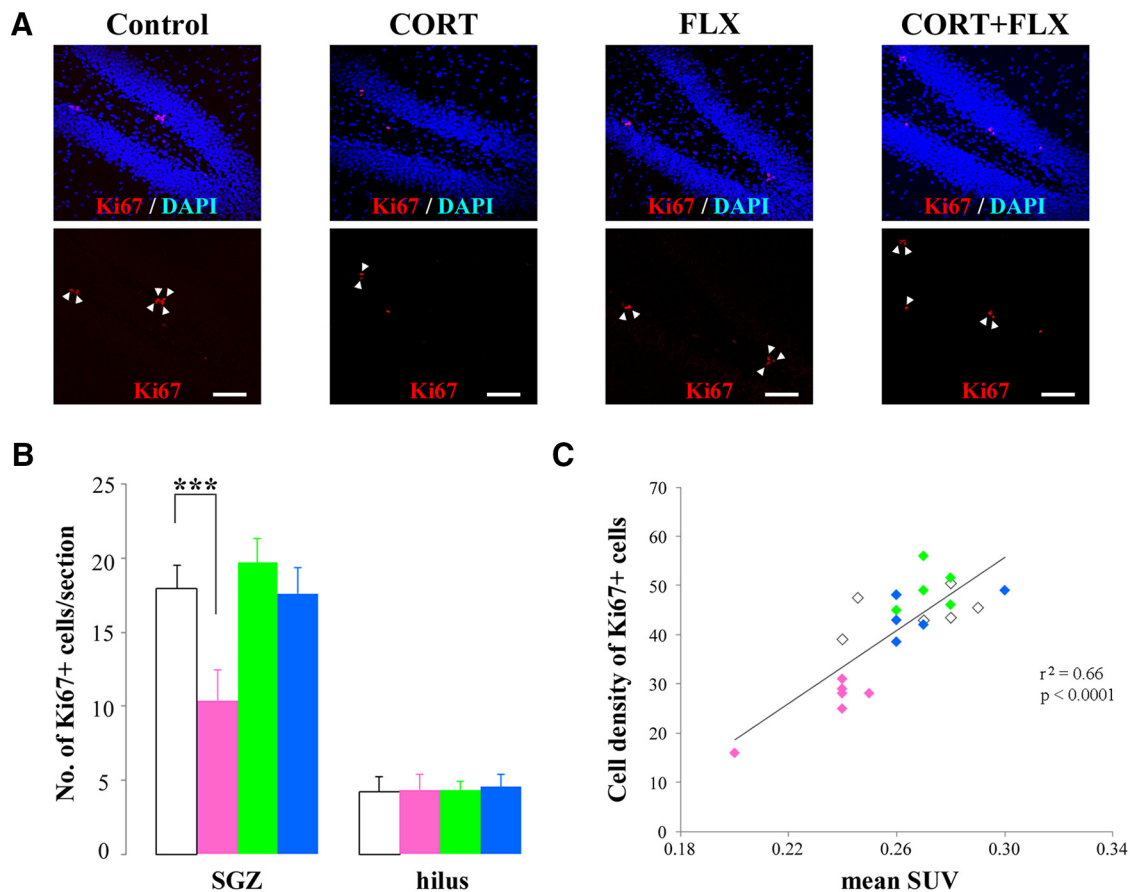 A
Control
CORT
FLX
CORT+FLX
Ki67 / DAPI
Ki67 / DAPI
Ki67 / DAPI
Ki67 / DAPI
Ki67
Ki67
Ki67
Ki67
B
No. of Ki67+ cells/section
25
20
15
10
5
0
***
SGZ
hilus
C
Cell density of Ki67+ cells
70
60
50
40
30
20
10
0
r² = 0.66
p < 0.0001
0.18
0.22
0.26
0.30
0.34
mean SUV